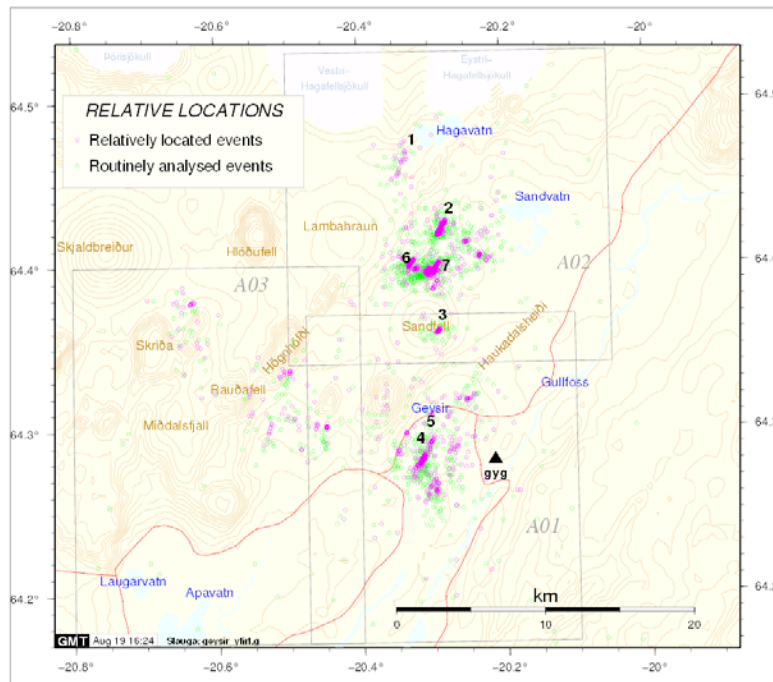 -20.8° -20.6° -20.4° -20.2° -20°
Þórisjökull
Vestri-
Hagafellsjökull
Eystri-
Hagafellsjökull
64.5°
RELATIVE LOCATIONS
Relatively located events
Routinely analysed events
1
Hagavatn
2
Sandvatn
Lambahraun
Skjaldbreiður
Hlöðufell
6
7
64.4°
A02
A03
3
Sandfell
Skriða
Högnhöfði
Haukadalsheiði
Rauðafell
Gullfoss
Geysir
Miðdalsfjall
5
64.3°
4
gyg
A01
Laugarvatn
Apavatn
km
64.2°
0 10 20
GMT Aug 19 16:24
-20.8° -20.6° -20.4° -20.2° -20°